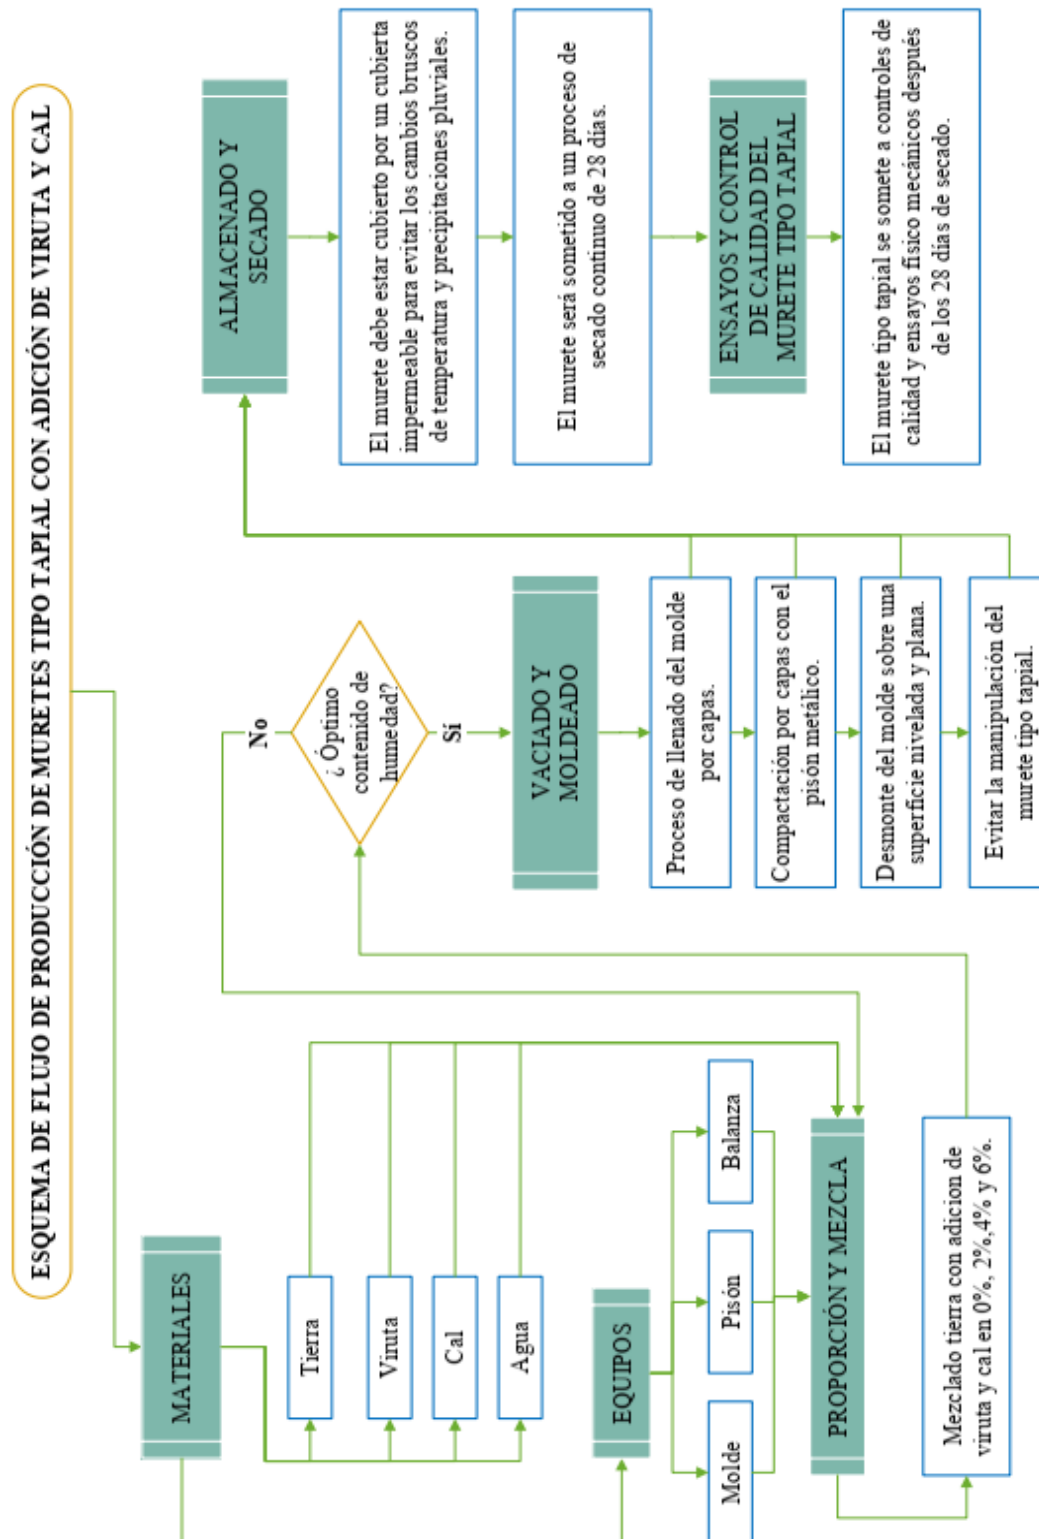 ESQUEMA DE FLUJO DE PRODUCCIÓN DE MURETES TIPO TAPIAL CON ADICIÓN DE VIRUTA Y CAL
MATERIALES
Tierra
Viruta
Cal
Agua
EQUIPOS
Molde
Pisón
Balanza
PROPORCIÓN Y MEZCLA
Mezclado tierra con adicion de
viruta y cal en 0%, 2%,4% y 6%.
No
¿ Óptimo
contenido de
humedad?
Sí
VACIADO Y
MOLDEADO
Proceso de llenado del molde
por capas.
Compactación por capas con el
pisón metálico.
Desmonte del molde sobre una
superficie nivelada y plana.
Evitar la manipulación del
murete tipo tapial.
ALMACENADO Y
SECADO
El murete debe estar cubierto por un cubierta
impermeable para evitar los cambios bruscos
de temperatura y precipitaciones pluviales.
El murete será sometido a un proceso de
secado continuo de 28 días.
ENSAYOS Y CONTROL
DE CALIDAD DEL
MURETE TIPO TAPIAL
El murete tipo tapial se somete a controles de
calidad y ensayos físico mecánicos después
de los 28 días de secado.